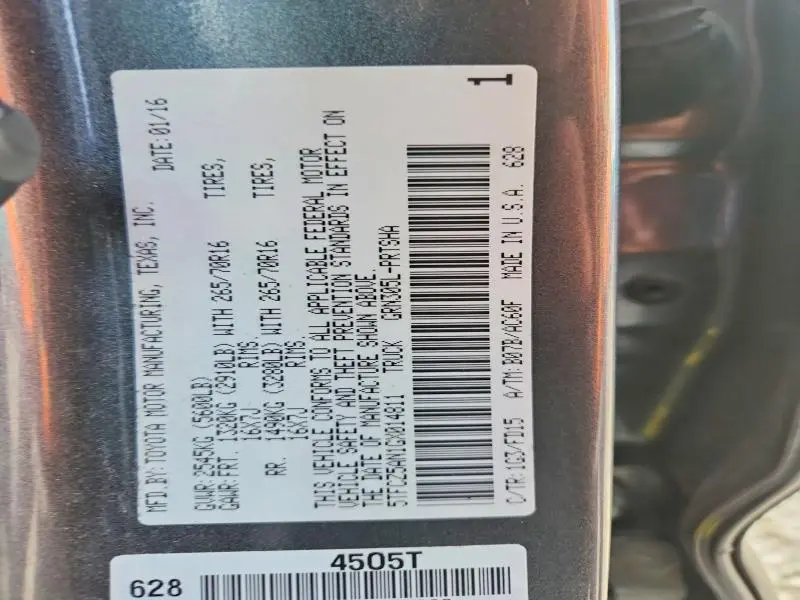 MFD.BY:TOYOTA MOTOR MANUFACTURING, TEXAS, INC. DATE:01/16
GVWR:2545KG (5600LB)
GAWR:FRT. 1320KG (2910LB) WITH 265/70R16 TIRES,
16X7J RIMS,
RR. 1490KG (3280LB) WITH 265/70R16 TIRES,
16X7J RIMS
THIS VEHICLE CONFORMS TO ALL APPLICABLE FEDERAL MOTOR
VEHICLE SAFETY AND THEFT PREVENTION STANDARDS IN EFFECT ON
THE DATE OF MANUFACTURE SHOWN ABOVE.
5TFCZ5AN1GX014811 TRUCK GRN305L-PRTSHA
C/TR:1G3/FD15 A/TM:B07B/AC60F MADE IN U.S.A. 628
1
4505T
628